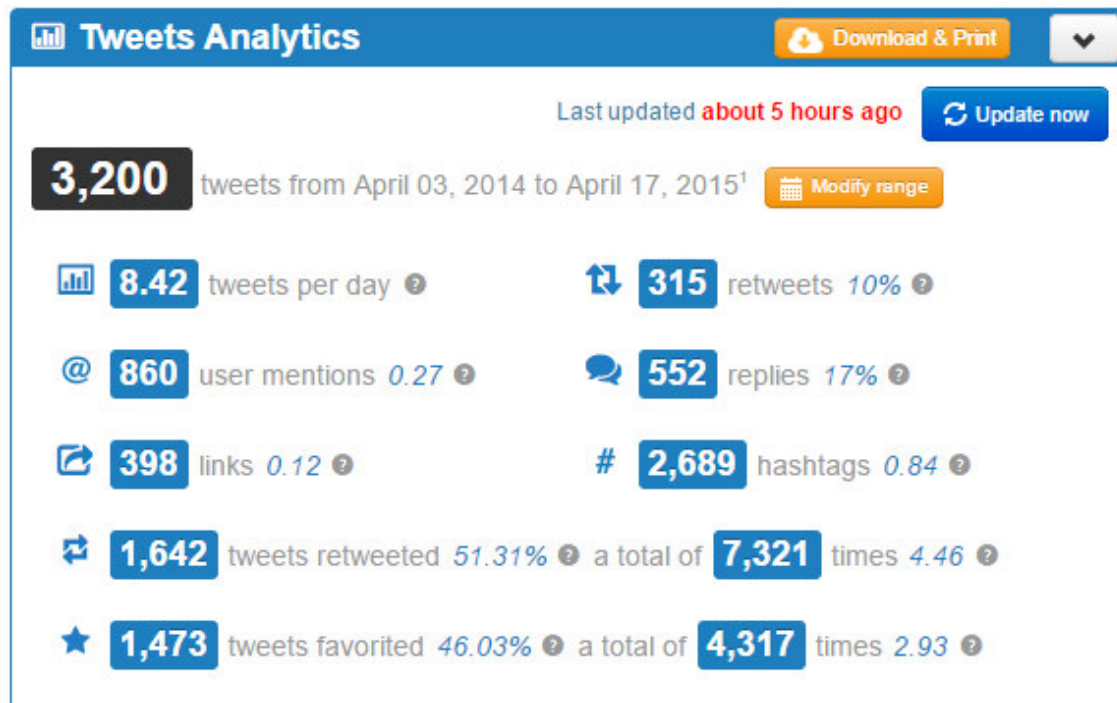 Tweets Analytics Download & Print
Last updated about 5 hours ago Update now
3,200 tweets from April 03, 2014 to April 17, 2015¹ Modify range
8.42 tweets per day ? 315 retweets 10% ?
@ 860 user mentions 0.27 ? 552 replies 17% ?
398 links 0.12 ? # 2,689 hashtags 0.84 ?
1,642 tweets retweeted 51.31% ? a total of 7,321 times 4.46 ?
1,473 tweets favorited 46.03% ? a total of 4,317 times 2.93 ?